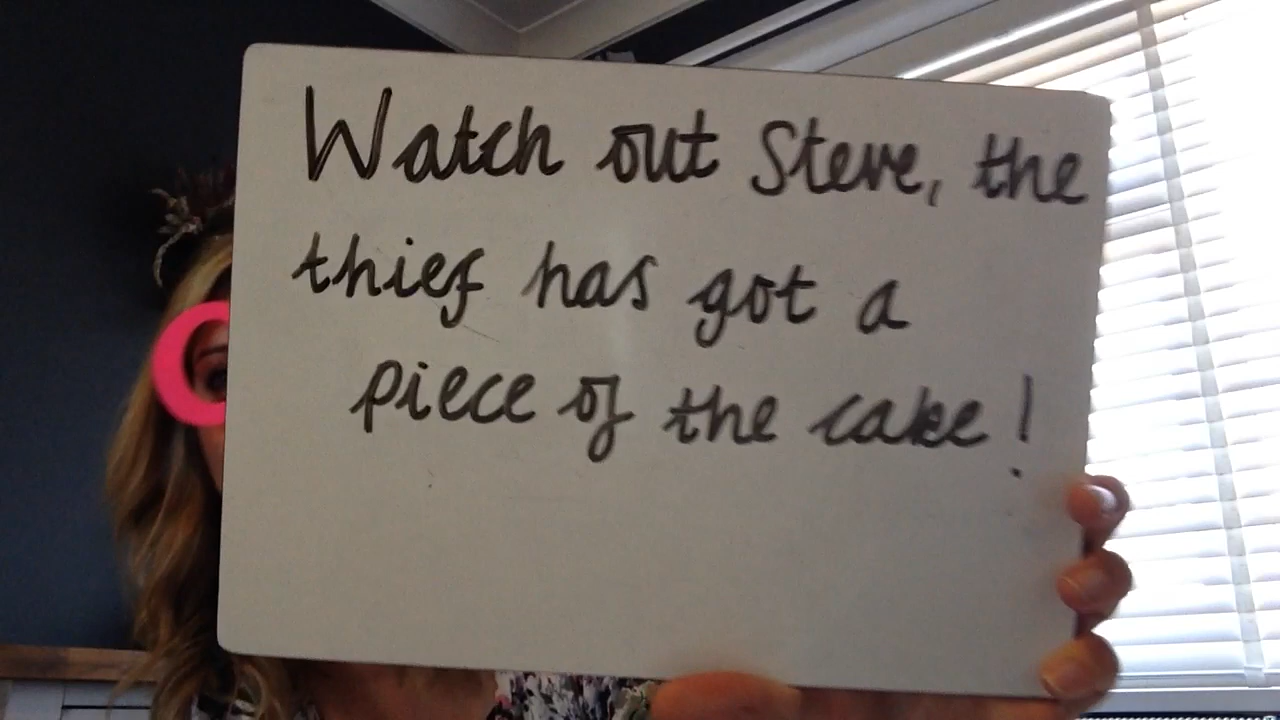 Watch out Steve, the
thief has got a
piece of the cake!